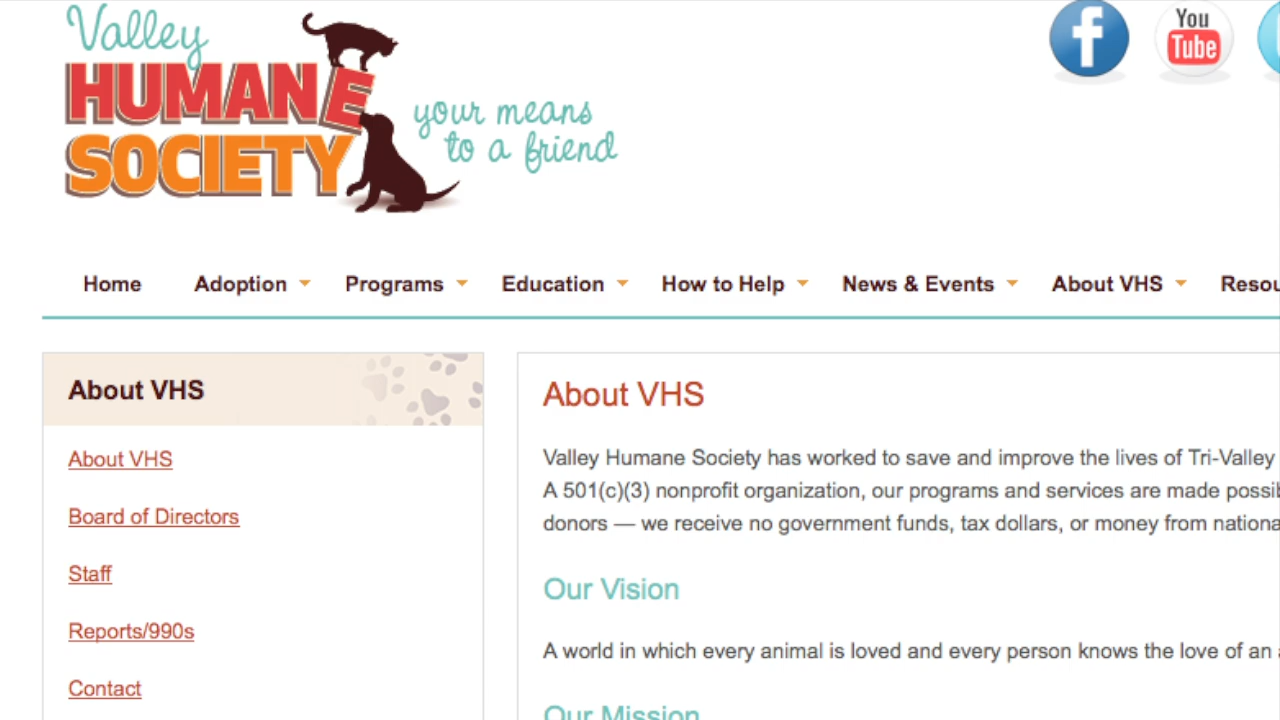 Valley
HUMANE
SOCIETY
your means
to a friend
You
Tube
Home Adoption Programs Education How to Help News & Events About VHS
About VHS
About VHS
Board of Directors
Staff
Reports/990s
Contact
About VHS
Valley Humane Society has worked to save and improve the lives of Tri-Valley
A 501(c)(3) nonprofit organization, our programs and services are made
donors — we receive no government funds, tax dollars, or money from
Our Vision
A world in which every animal is loved and every person knows the love of an
Our Mission